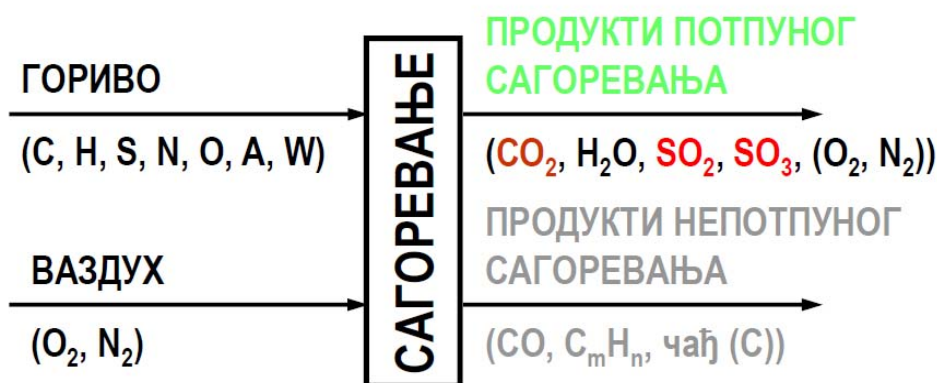 ГОРИВО
(C, H, S, N, O, A, W)
ВАЗДУХ
(O₂, N₂)
САГОРЕВАЊЕ
ПРОДУКТИ ПОТПУНОГ
САГОРЕВАЊА
(CO₂, H₂O, SO₂, SO₃, (O₂, N₂))
ПРОДУКТИ НЕПОТПУНОГ
САГОРЕВАЊА
(CO, CₘHₙ, чађ (C))